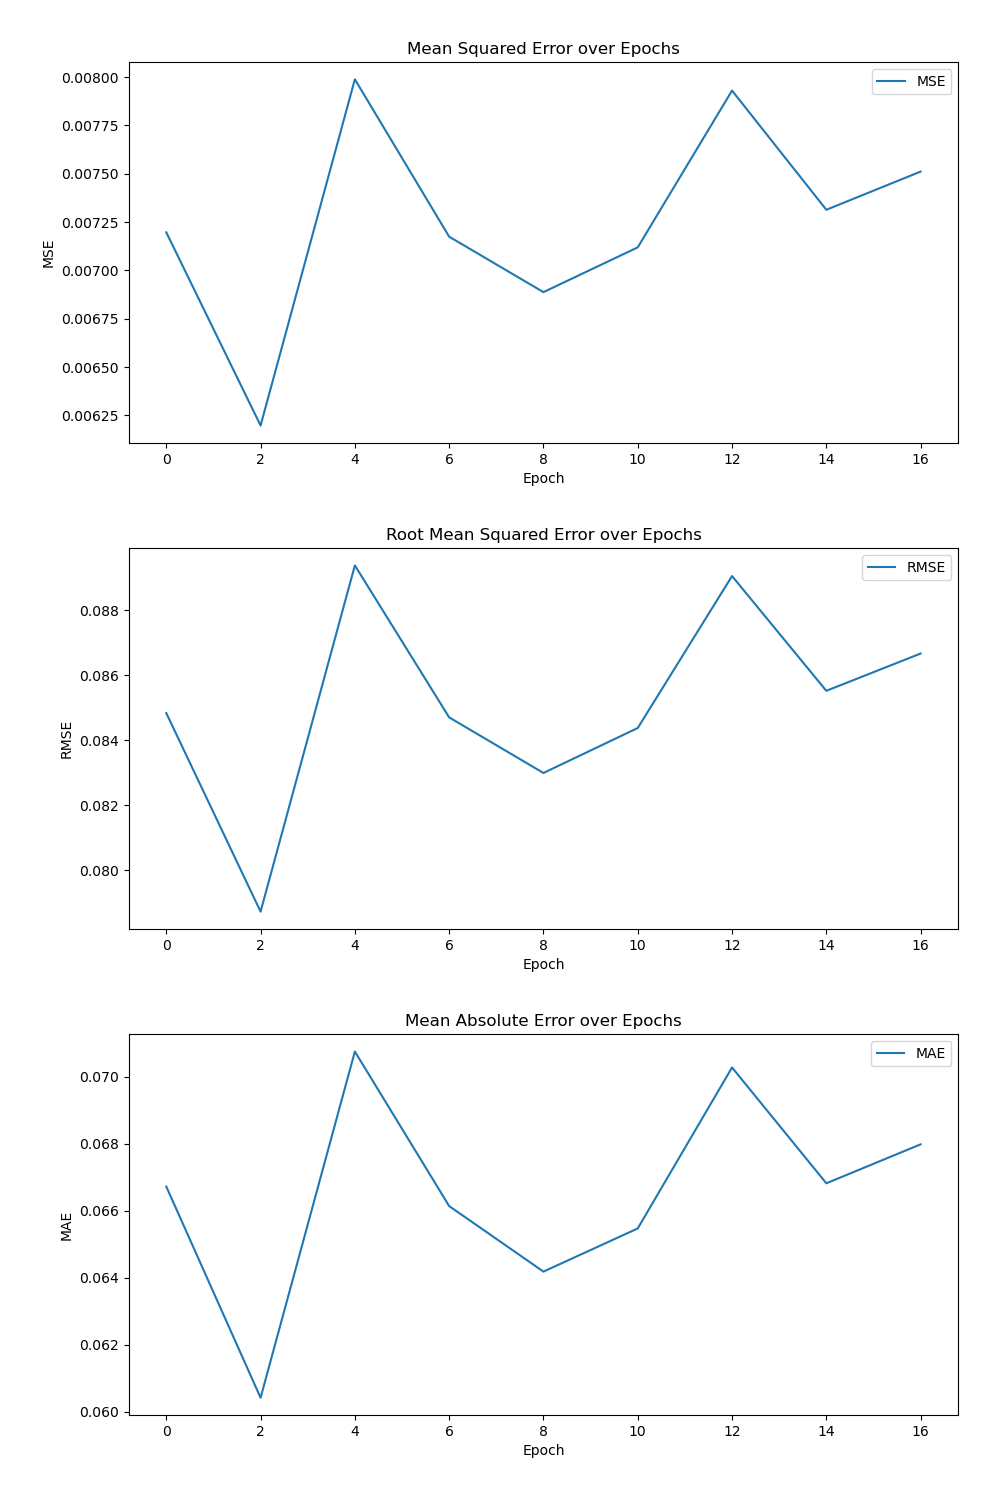 Mean Squared Error over Epochs
MSE
0.00800
0.00775
0.00750
0.00725
0.00700
0.00675
0.00650
0.00625
MSE
0 2 4 6 8 10 12 14 16
Epoch
Root Mean Squared Error over Epochs
RMSE
0.088
0.086
0.084
0.082
0.080
RMSE
0 2 4 6 8 10 12 14 16
Epoch
Mean Absolute Error over Epochs
MAE
0.070
0.068
0.066
0.064
0.062
0.060
MAE
0 2 4 6 8 10 12 14 16
Epoch